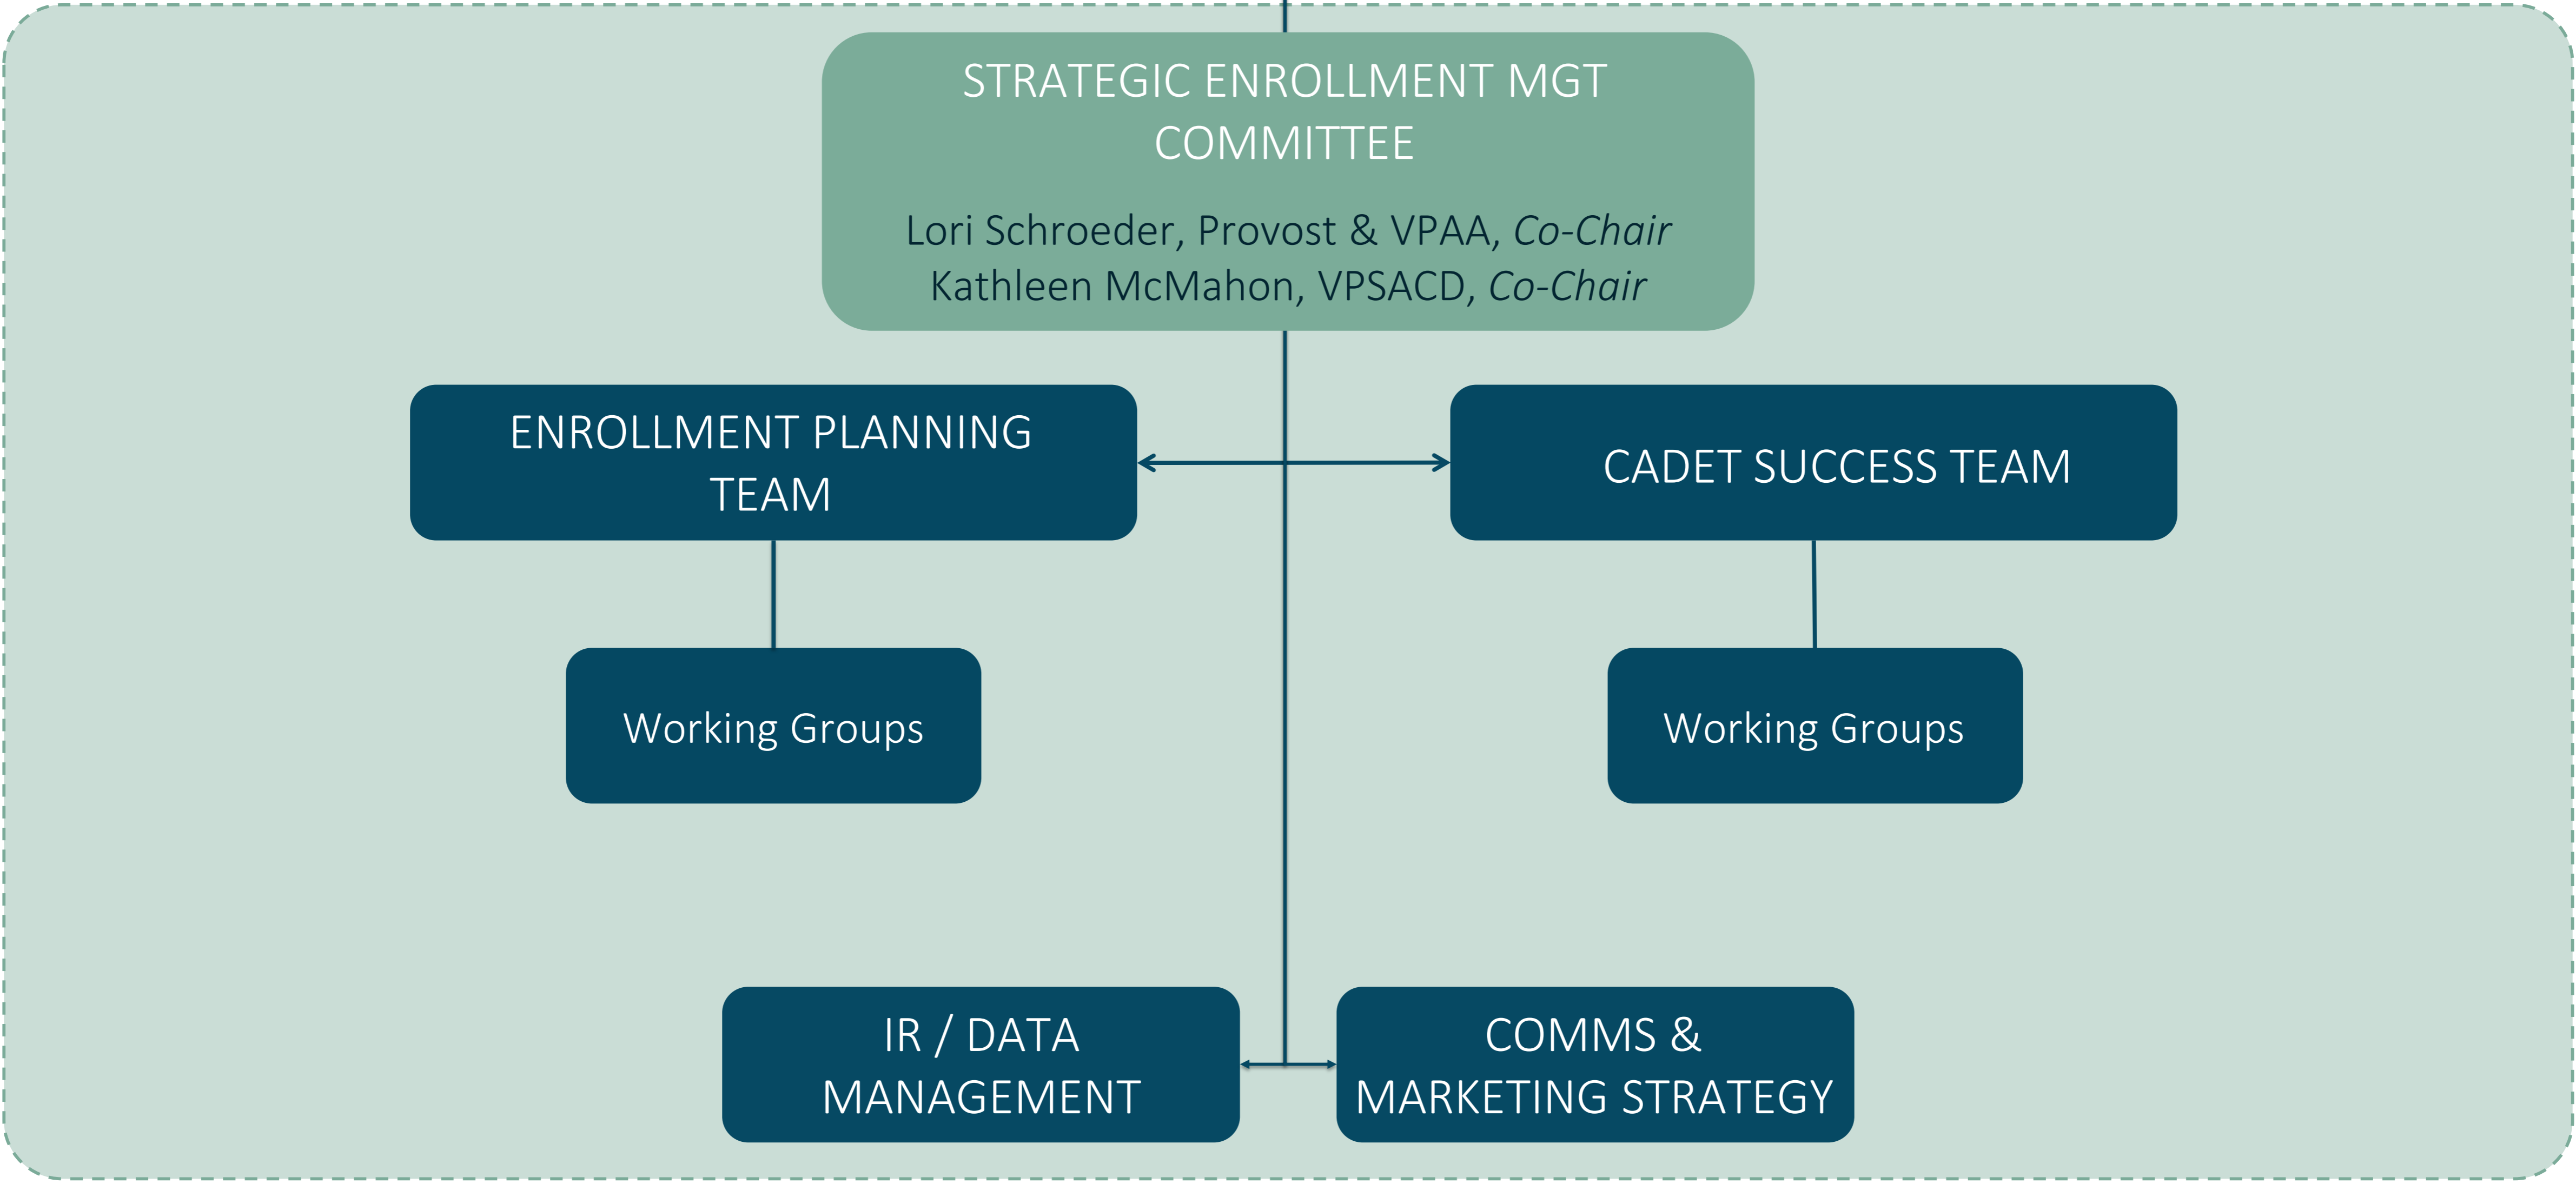 STRATEGIC ENROLLMENT MGT
COMMITTEE
Lori Schroeder, Provost & VPAA, Co-Chair
Kathleen McMahon, VPSACD, Co-Chair
ENROLLMENT PLANNING
TEAM
CADET SUCCESS TEAM
Working Groups
Working Groups
IR / DATA
MANAGEMENT
COMMS &
MARKETING STRATEGY